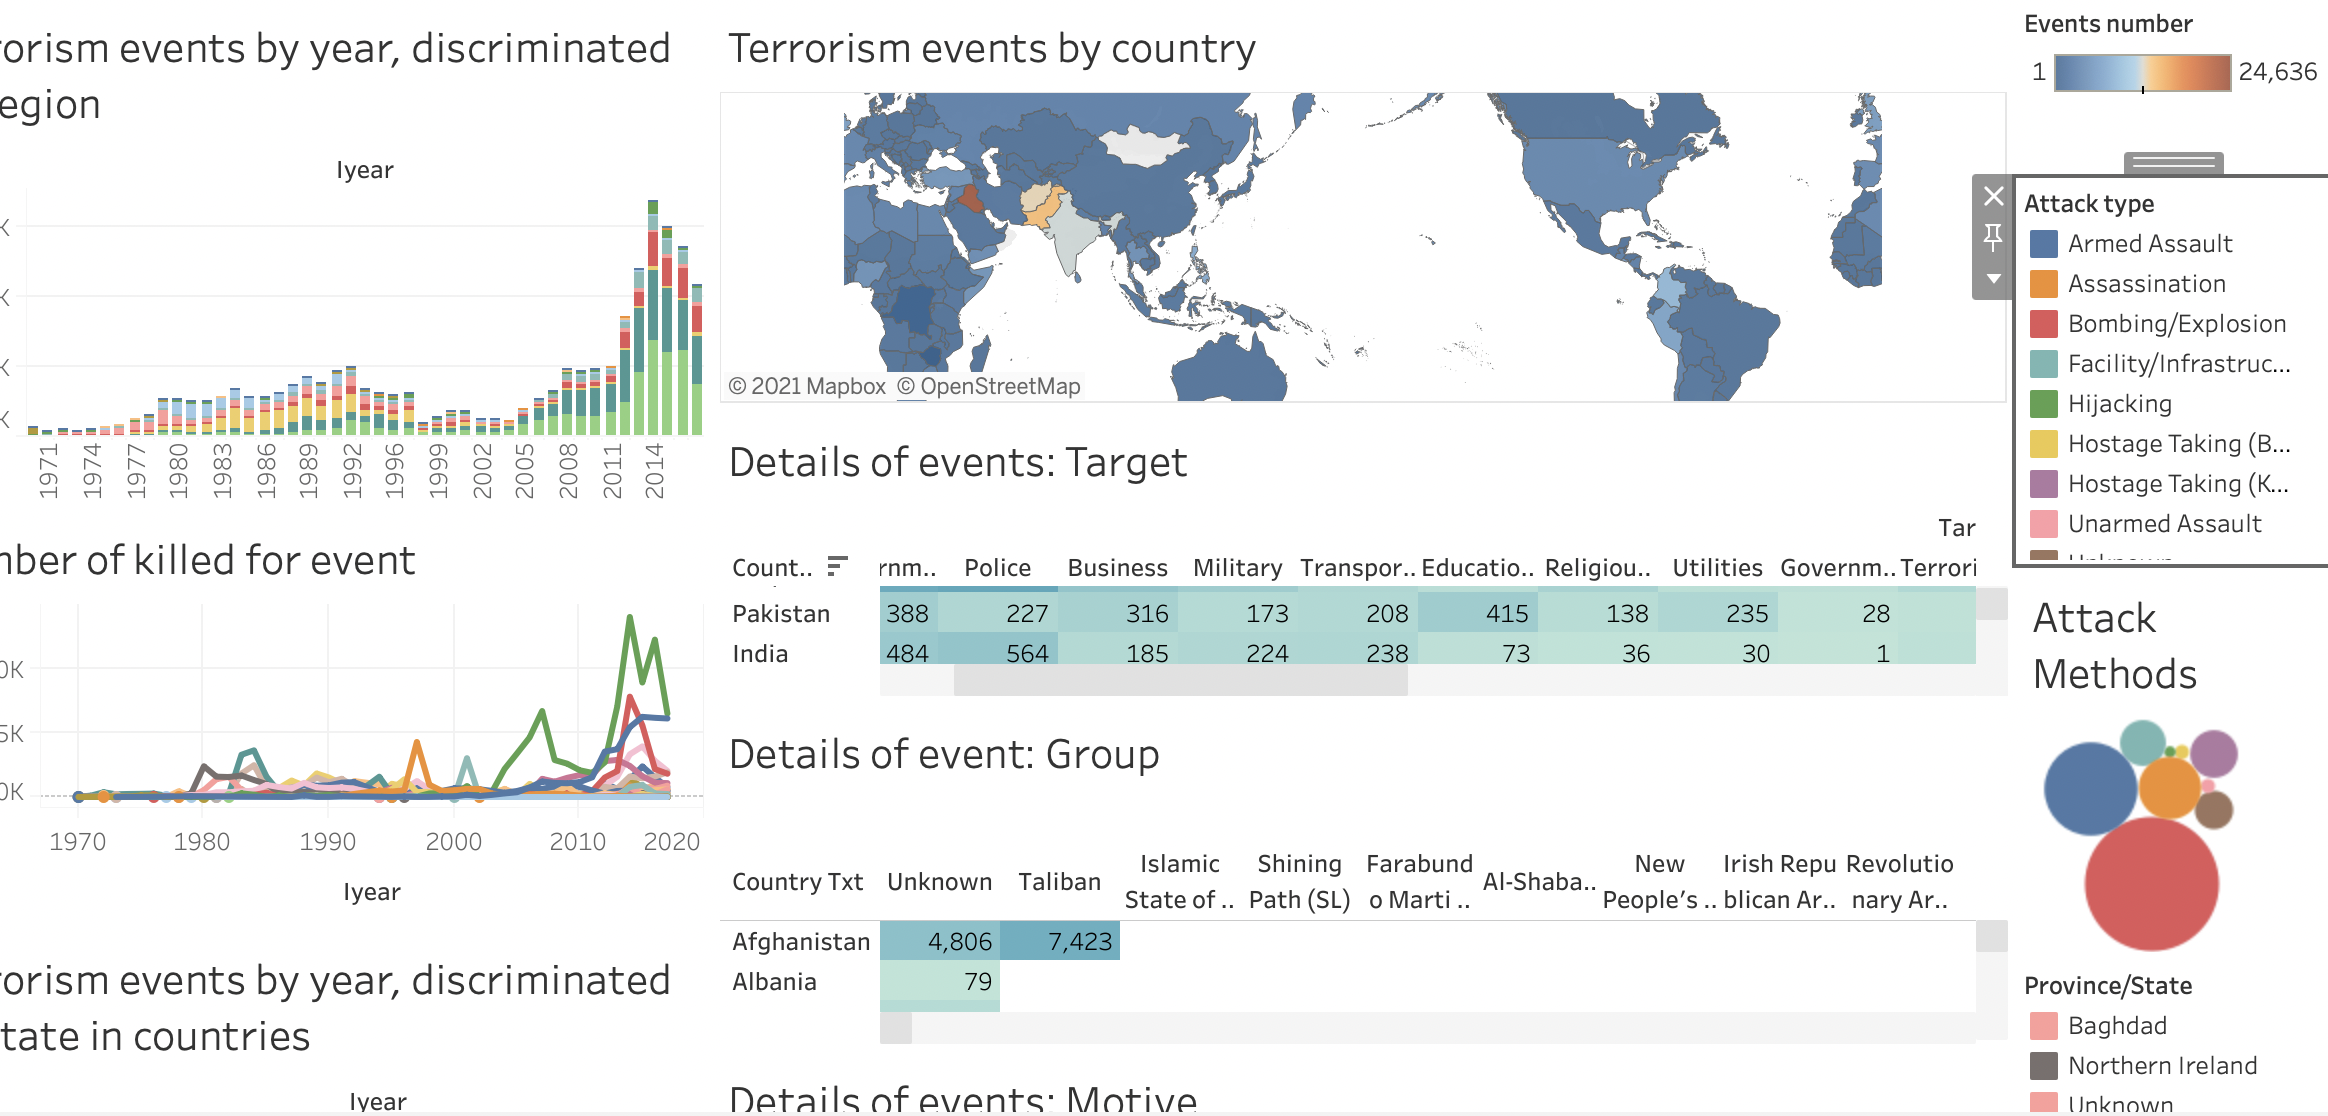 rorism events by year, discriminated
egion
Iyear
K
K
K
K
1971 1974 1977 1980 1983 1986 1989 1992 1996 1999 2002 2005 2008 2011 2014
nber of killed for event
0K
5K
0K
1970 1980 1990 2000 2010 2020
Iyear
rorism events by year, discriminated
tate in countries
Iyear
Terrorism events by country
© 2021 Mapbox © OpenStreetMap
Details of events: Target
Tar
Count.. rnm.. Police Business Military Transpor.. Educatio.. Religiou.. Utilities Governm.. Terrori
Pakistan 388 227 316 173 208 415 138 235 28
India 484 564 185 224 238 73 36 30 1
Details of event: Group
Country Txt Unknown Taliban Islamic State of .. Shining Path (SL) Farabund o Marti .. Al-Shaba.. New People's .. Irish Repu blican Ar.. Revolutio nary Ar..
Afghanistan 4,806 7,423
Albania 79
Details of events: Motive
Events number
1 24,636
Attack type
Armed Assault
Assassination
Bombing/Explosion
Facility/Infrastruc...
Hijacking
Hostage Taking (B...
Hostage Taking (K...
Unarmed Assault
Unknown
Attack
Methods
Province/State
Baghdad
Northern Ireland
Unknown